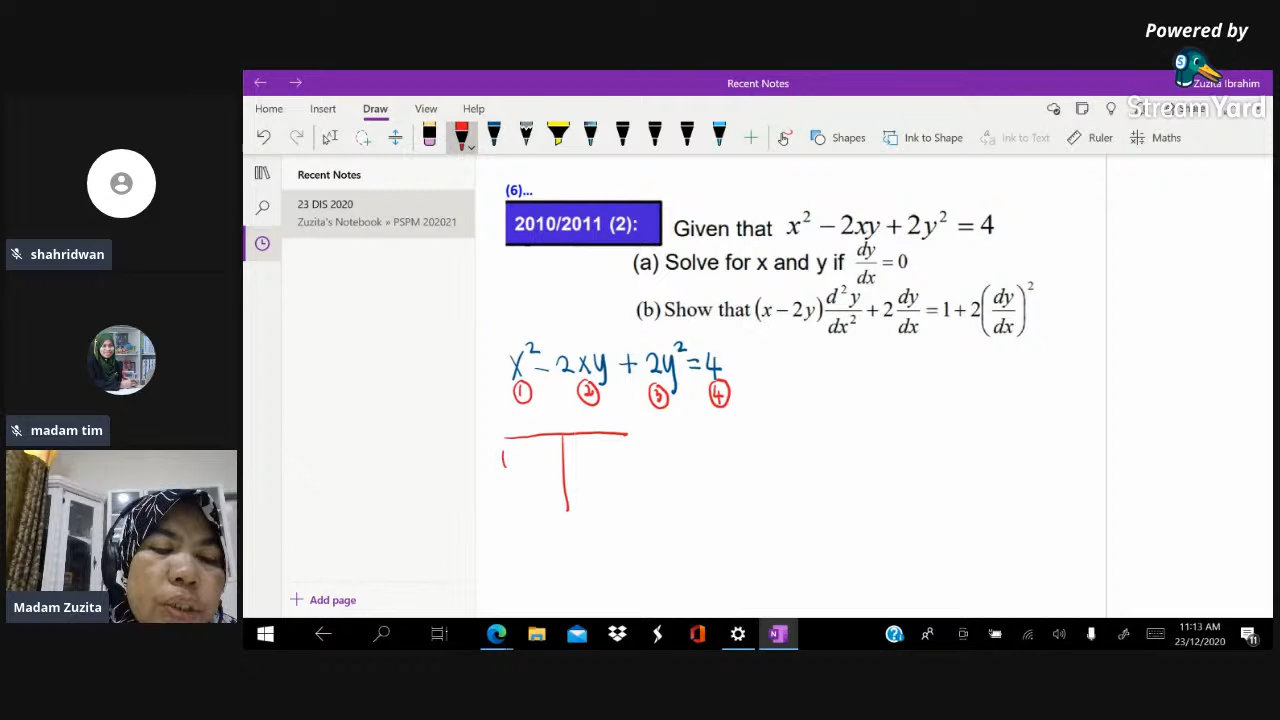 Powered by
S
StreamYard
Recent Notes
Zuzita Ibrahim
Home Insert Draw View Help
Shapes Ink to Shape Ink to Text Ruler Maths
Recent Notes
23 DIS 2020
Zuzita's Notebook » PSPM 202021
Add page
(6)...
2010/2011 (2): Given that x² − 2xy + 2y² = 4
(a) Solve for x and y if dy/dx = 0
(b) Show that (x − 2y) d²y/dx² + 2 dy/dx = 1 + 2(dy/dx)²
x² − 2xy + 2y² = 4
① ② ③ ④
shahridwan
madam tim
Madam Zuzita
11:13 AM
23/12/2020
11